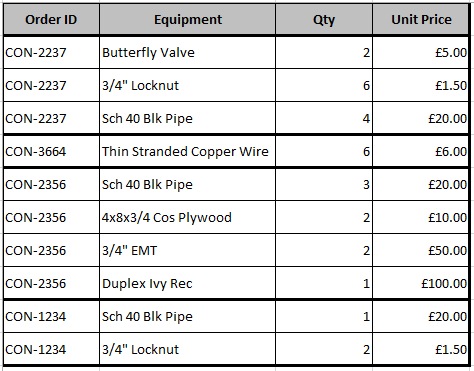 Order ID Equipment Qty Unit Price
CON-2237 Butterfly Valve 2 £5.00
CON-2237 3/4" Locknut 6 £1.50
CON-2237 Sch 40 Blk Pipe 4 £20.00
CON-3664 Thin Stranded Copper Wire 6 £6.00
CON-2356 Sch 40 Blk Pipe 3 £20.00
CON-2356 4x8x3/4 Cos Plywood 2 £10.00
CON-2356 3/4" EMT 2 £50.00
CON-2356 Duplex Ivy Rec 1 £100.00
CON-1234 Sch 40 Blk Pipe 1 £20.00
CON-1234 3/4" Locknut 2 £1.50